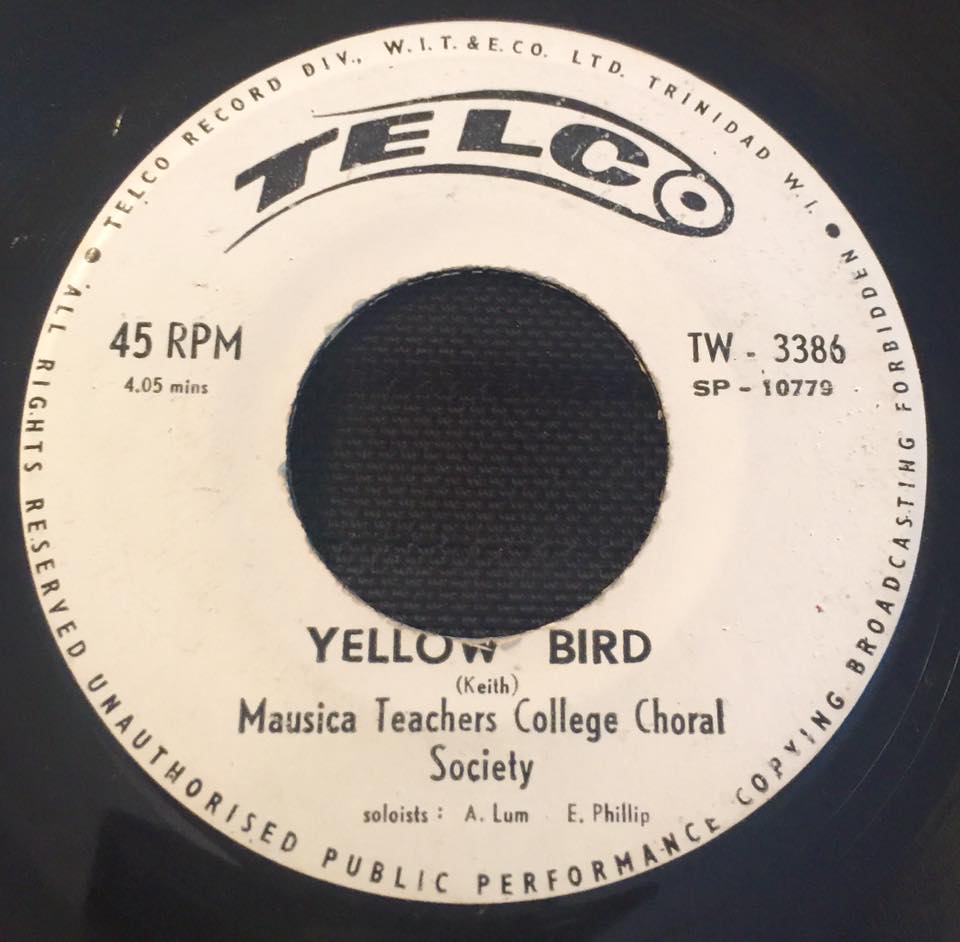 TELCO RECORD DIV., W.I.T. & E. CO. LTD. TRINIDAD W.I. •
TELCO
45 RPM
4.05 mins
TW - 3386
SP - 10779
YELLOW BIRD
(Keith)
Mausica Teachers College Choral
Society
soloists : A. Lum E. Phillip
• ALL RIGHTS RESERVED UNAUTHORISED PUBLIC PERFORMANCE COPYING BROADCASTING FORBIDDEN